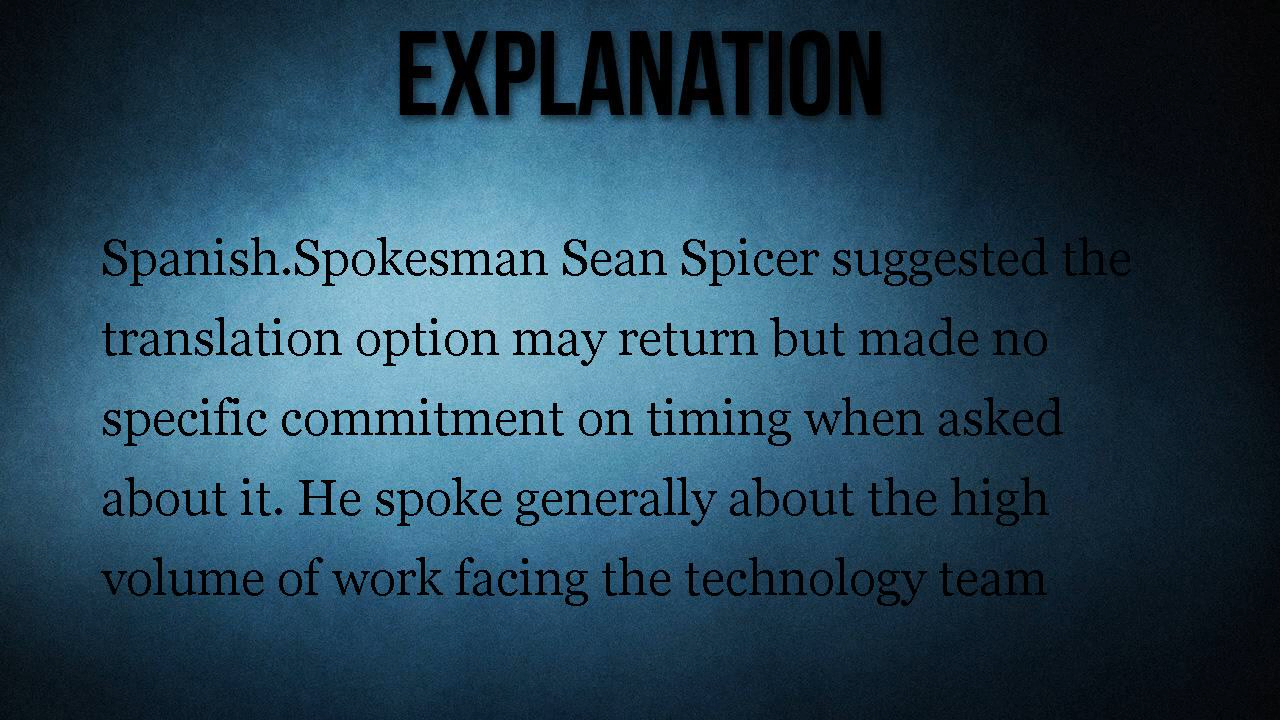 EXPLANATION
Spanish.Spokesman Sean Spicer suggested the
translation option may return but made no
specific commitment on timing when asked
about it. He spoke generally about the high
volume of work facing the technology team